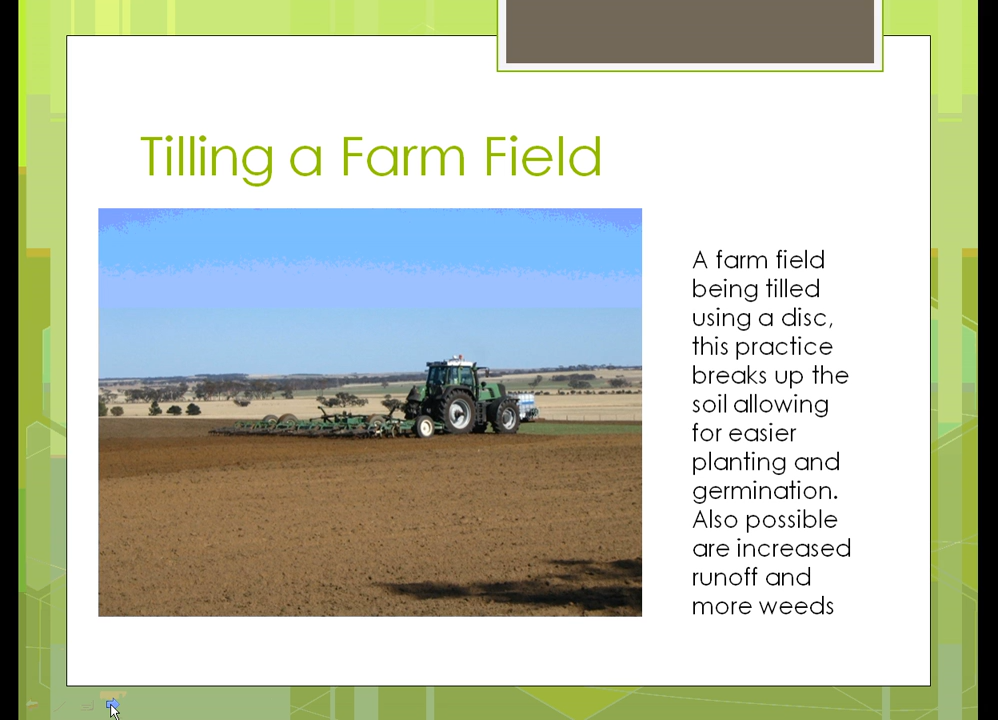 Tilling a Farm Field
A farm field
being tilled
using a disc,
this practice
breaks up the
soil allowing
for easier
planting and
germination.
Also possible
are increased
runoff and
more weeds